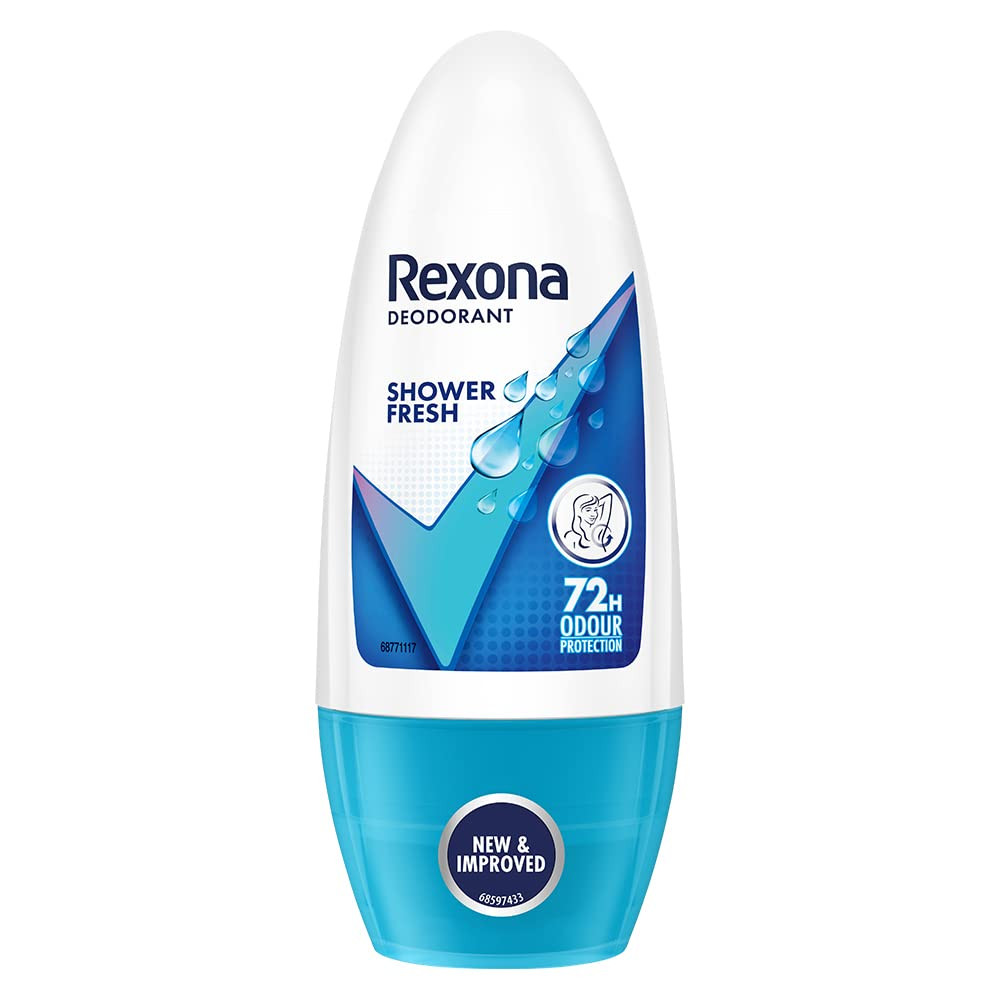 Rexona
DEODORANT
SHOWER
FRESH
72H
ODOUR
PROTECTION
68771117
NEW &
IMPROVED
68597433